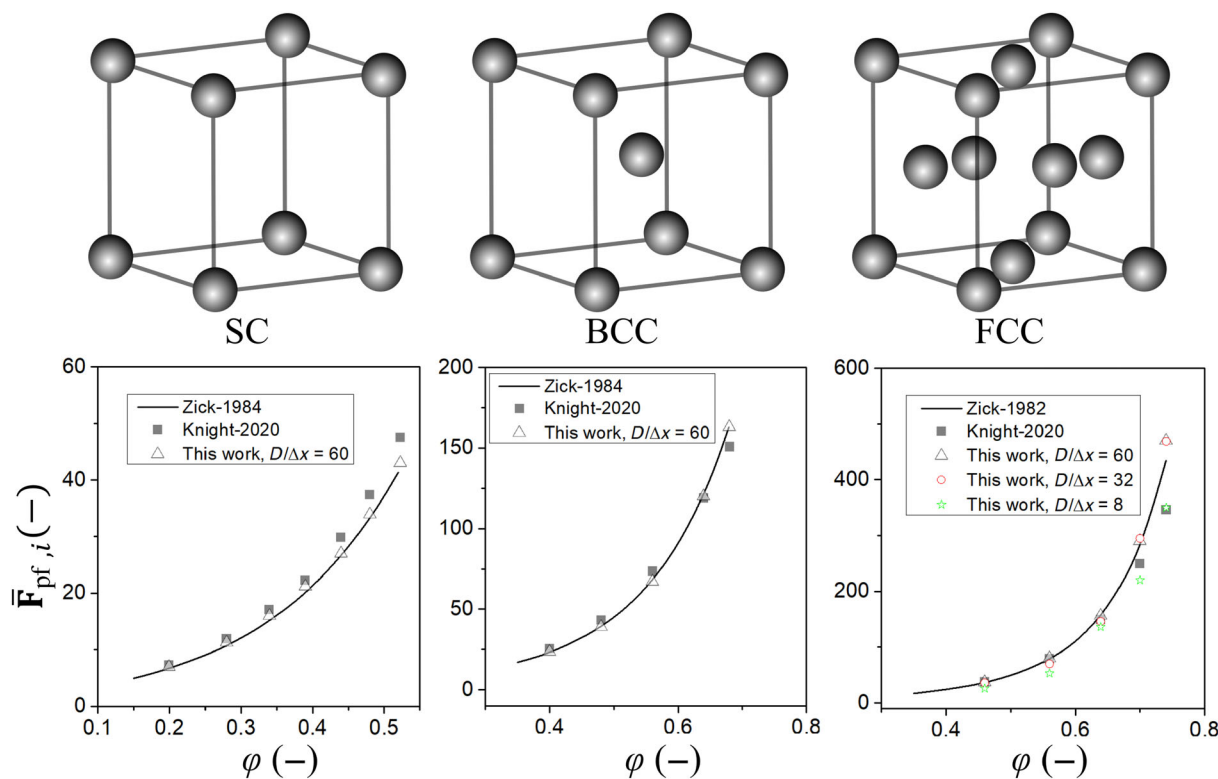 SC
BCC
FCC
F̄pf,i(−)
60
40
20
0
0.1
0.2
0.3
0.4
0.5
φ (−)
Zick-1984
Knight-2020
This work, D/Δx = 60
200
150
100
50
0
0.4
0.6
0.8
φ (−)
Zick-1984
Knight-2020
This work, D/Δx = 60
600
400
200
0
0.4
0.6
0.8
φ (−)
Zick-1982
Knight-2020
This work, D/Δx = 60
This work, D/Δx = 32
This work, D/Δx = 8